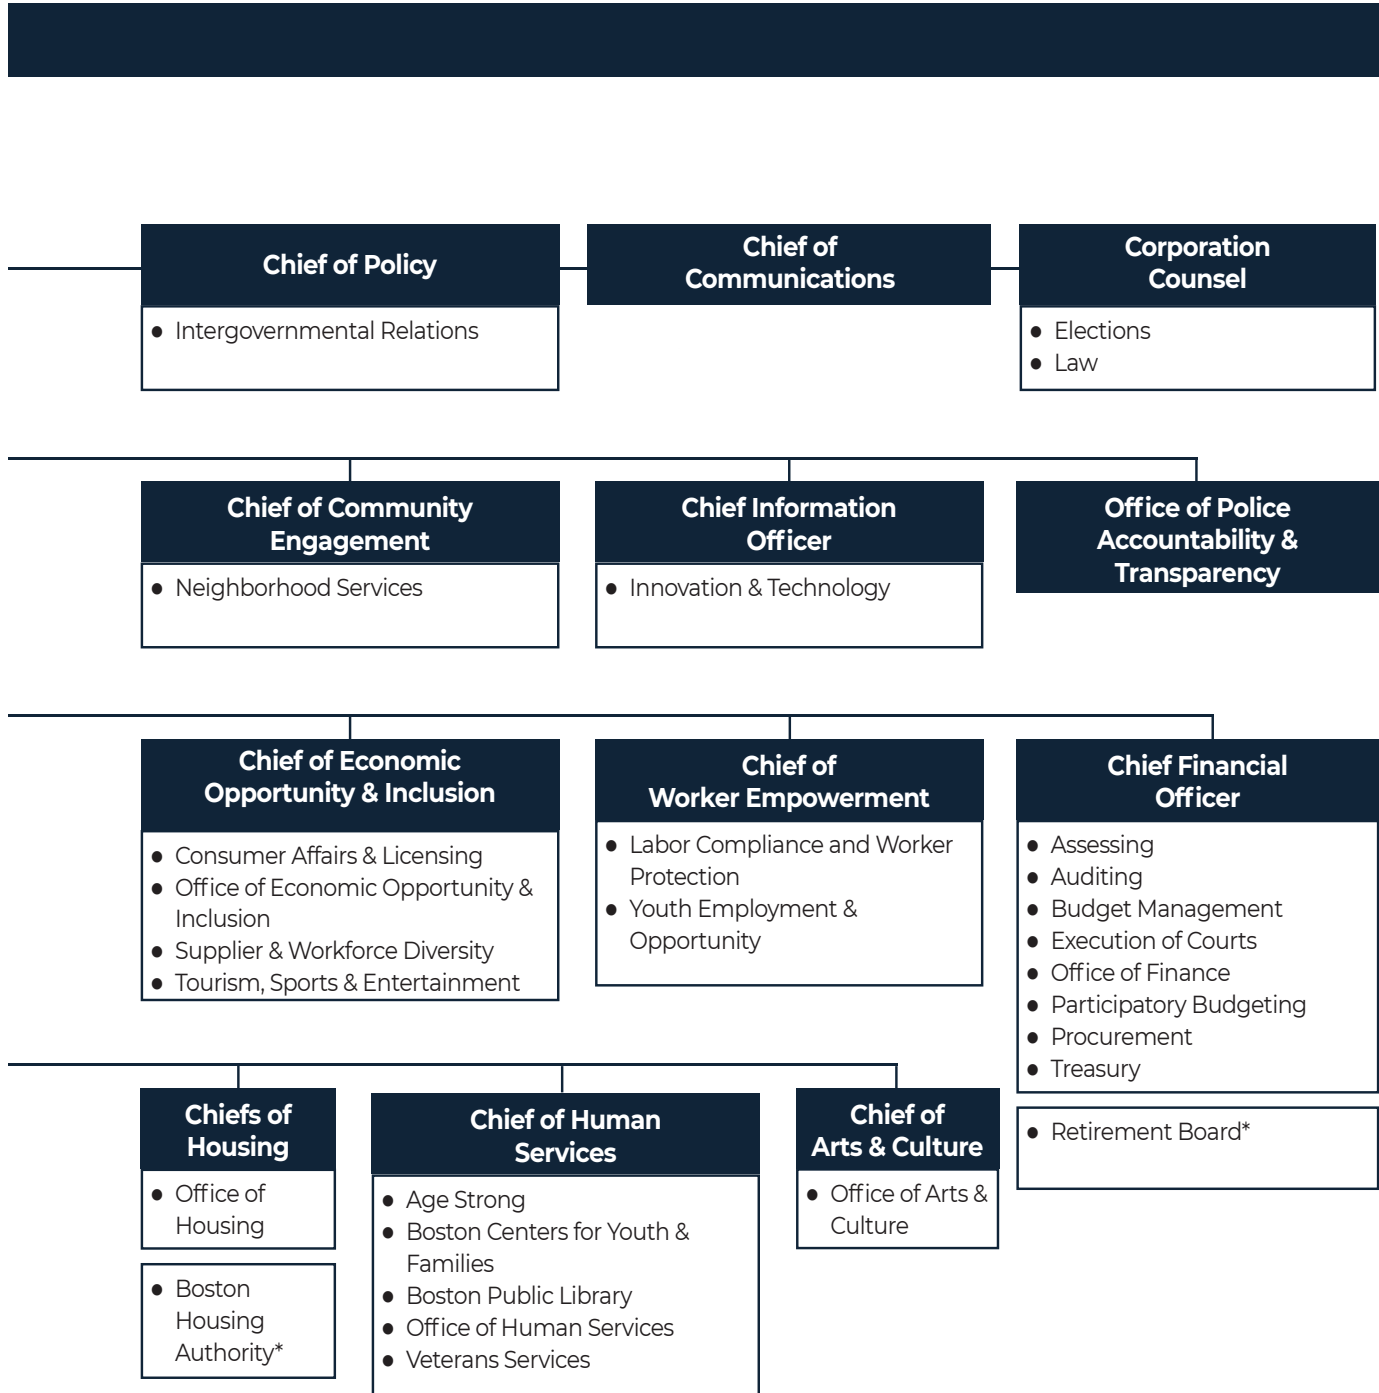 Chief of Policy
● Intergovernmental Relations
Chief of
Communications
Corporation
Counsel
● Elections
● Law
Chief of Community
Engagement
● Neighborhood Services
Chief Information
Officer
● Innovation & Technology
Office of Police
Accountability &
Transparency
Chief of Economic
Opportunity & Inclusion
● Consumer Affairs & Licensing
● Office of Economic Opportunity &
Inclusion
● Supplier & Workforce Diversity
● Tourism, Sports & Entertainment
Chief of
Worker Empowerment
● Labor Compliance and Worker
Protection
● Youth Employment &
Opportunity
Chief Financial
Officer
● Assessing
● Auditing
● Budget Management
● Execution of Courts
● Office of Finance
● Participatory Budgeting
● Procurement
● Treasury
● Retirement Board*
Chiefs of
Housing
● Office of
Housing
● Boston
Housing
Authority*
Chief of Human
Services
● Age Strong
● Boston Centers for Youth &
Families
● Boston Public Library
● Office of Human Services
● Veterans Services
Chief of
Arts & Culture
● Office of Arts &
Culture